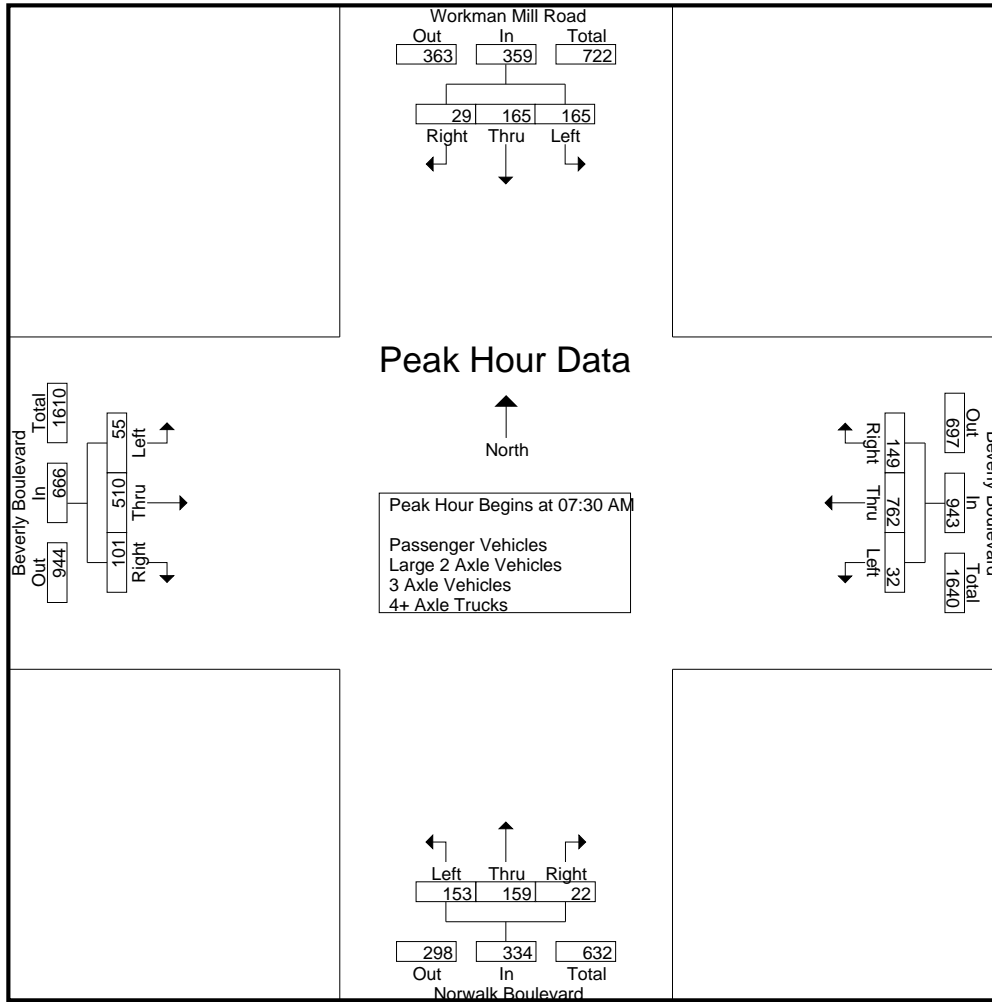 Workman Mill Road
Out In Total
363 359 722
29 165 165
Right Thru Left
Peak Hour Data
North
Peak Hour Begins at 07:30 AM
Passenger Vehicles
Large 2 Axle Vehicles
3 Axle Vehicles
4+ Axle Trucks
Beverly Boulevard
Out In Total
944 666 1610
Left Thru Right
55 510 101
Beverly Boulevard
Out In Total
697 943 1640
149 762 32
Right Thru Left
Left Thru Right
153 159 22
298 334 632
Out In Total
Norwalk Boulevard